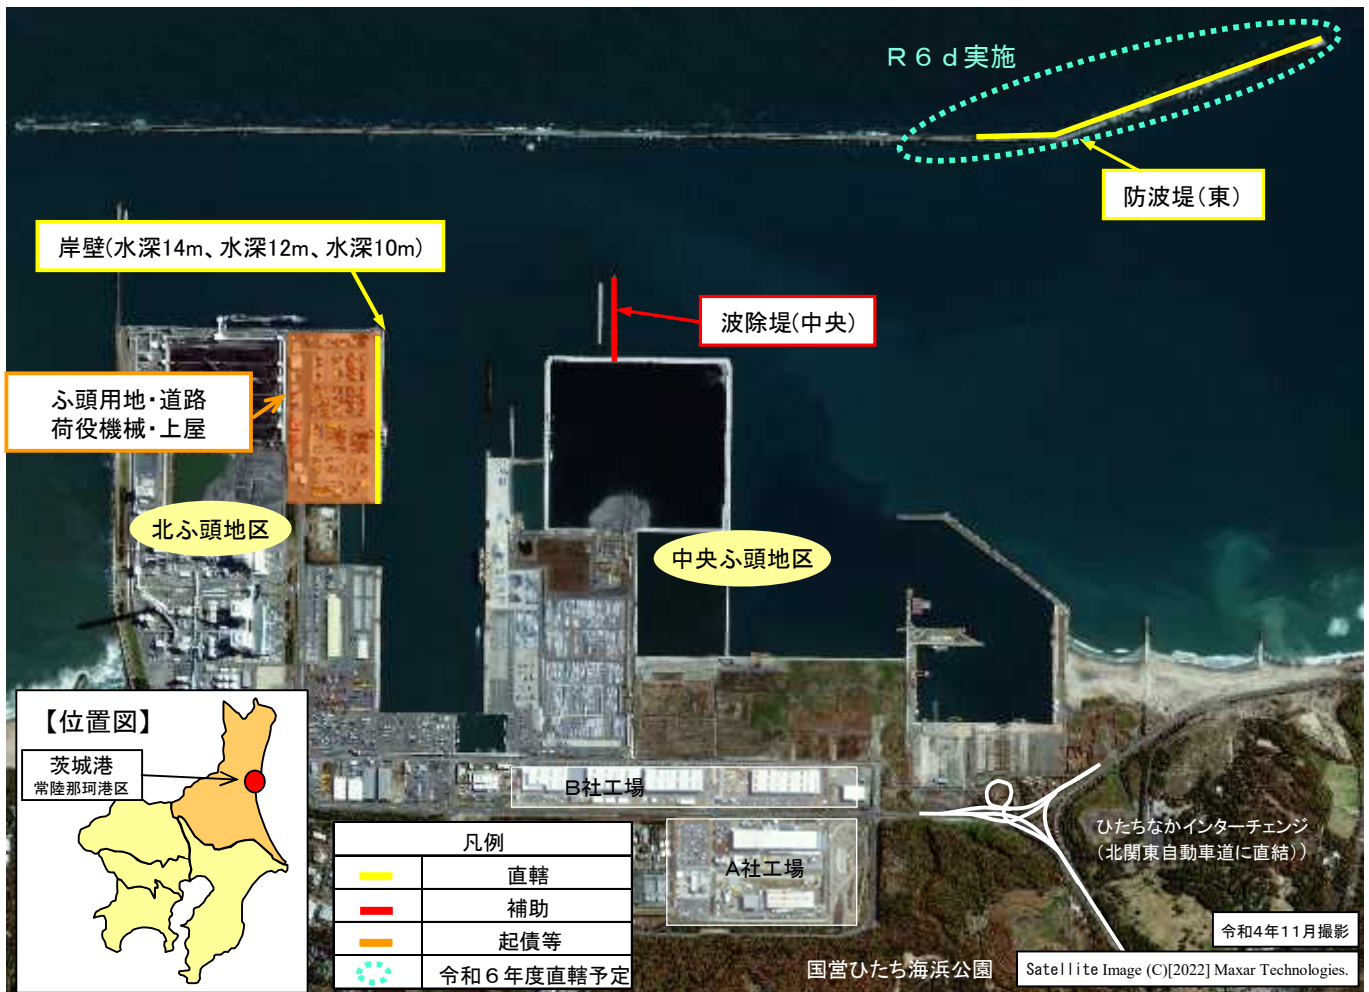 R6d実施
防波堤(東)
岸壁(水深14m、水深12m、水深10m)
波除堤(中央)
ふ頭用地・道路
荷役機械・上屋
北ふ頭地区
中央ふ頭地区
【位置図】
茨城港
常陸那珂港区
B社工場
A社工場
ひたちなかインターチェンジ
(北関東自動車道に直結))
凡例
直轄
補助
起債等
令和6年度直轄予定
国営ひたち海浜公園
令和4年11月撮影
Satellite Image (C)[2022] Maxar Technologies.